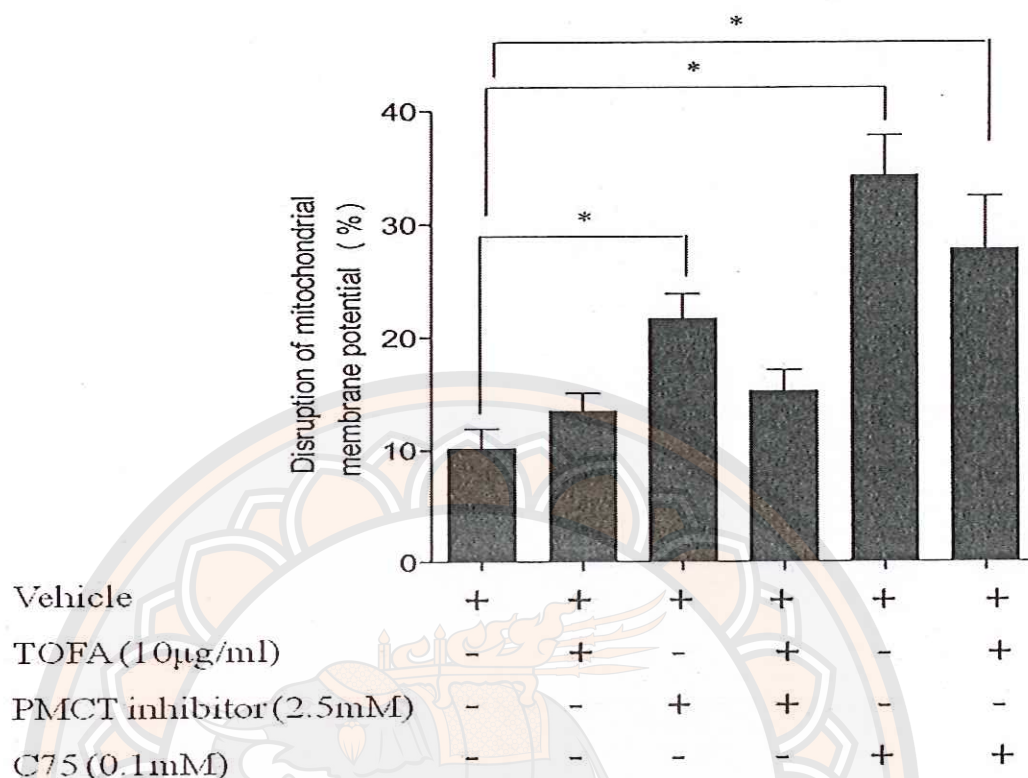 *
*
*
40
30
20
10
0
Disruption of mitochondrial
membrane potential ( % )
Vehicle + + + + + +
TOFA (10µg/ml) - + - + - +
PMCT inhibitor (2.5mM) - - + + - -
C75 (0.1mM) - - - - + +